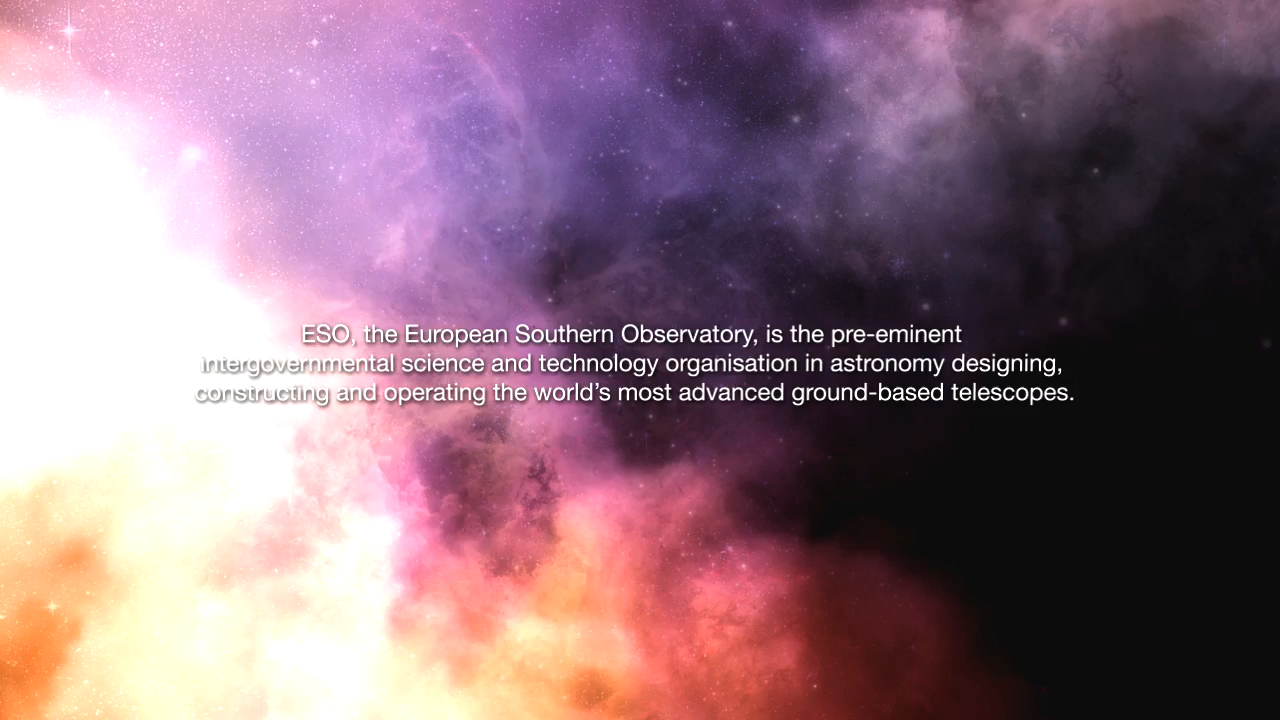 ESO, the European Southern Observatory, is the pre-eminent
intergovernmental science and technology organisation in astronomy designing,
constructing and operating the world’s most advanced ground-based telescopes.